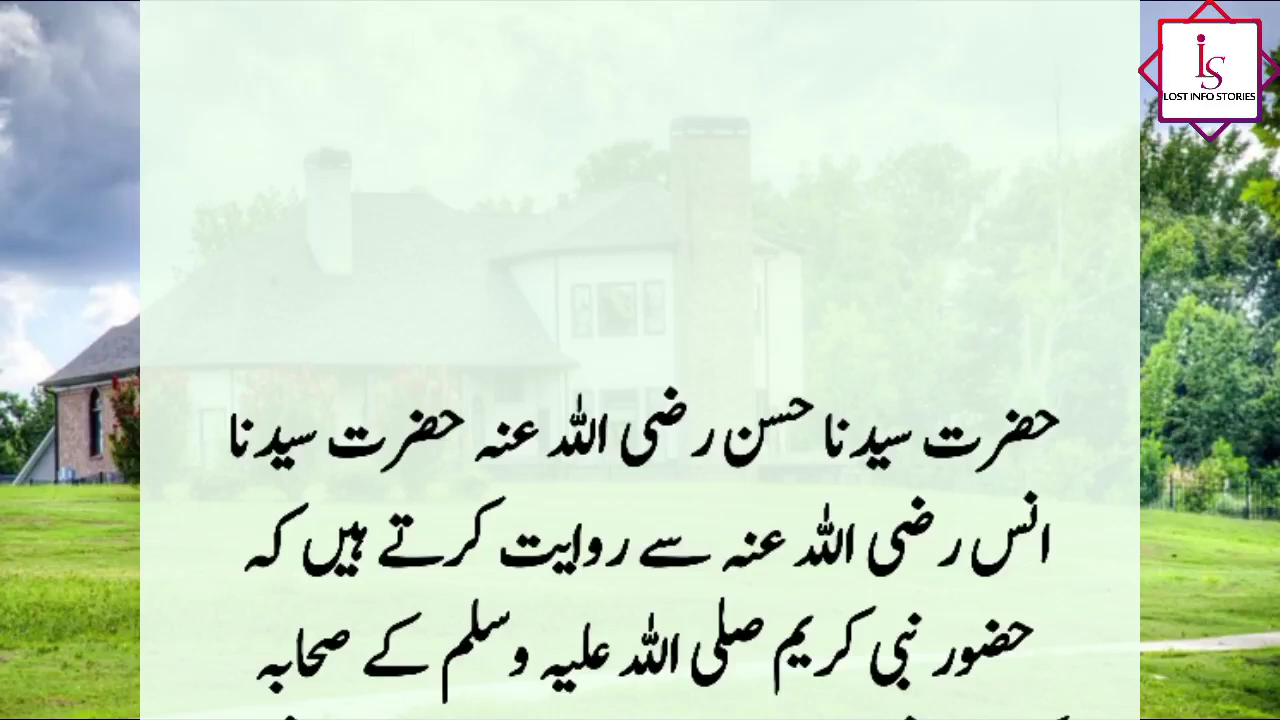 iS
LOST INFO STORIES
حضرت سیدنا حسن رضی اللہ عنہ حضرت سیدنا
انس رضی اللہ عنہ سے روایت کرتے ہیں کہ
حضور نبی کریم صلی اللہ علیہ وسلم کے صحابہ